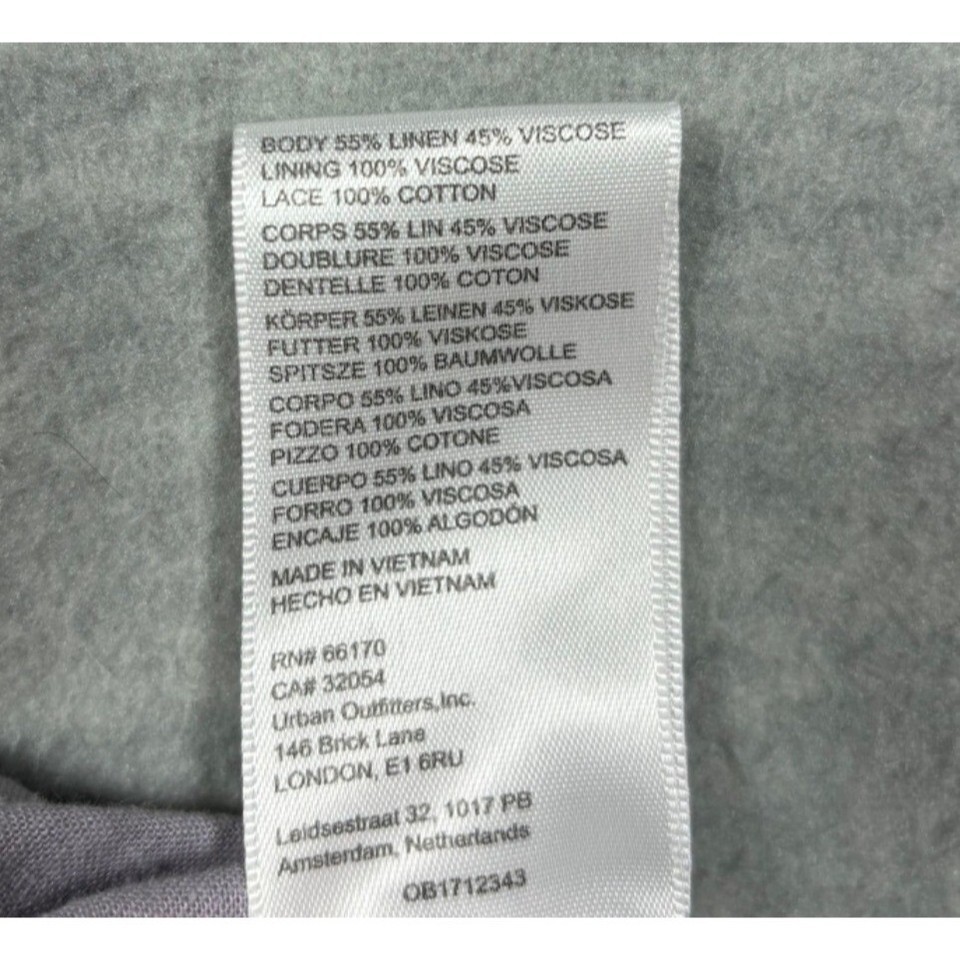 BODY 55% LINEN 45% VISCOSE
LINING 100% VISCOSE
LACE 100% COTTON
CORPS 55% LIN 45% VISCOSE
DOUBLURE 100% VISCOSE
DENTELLE 100% COTON
KÖRPER 55% LEINEN 45% VISKOSE
FUTTER 100% VISKOSE
SPITSZE 100% BAUMWOLLE
CORPO 55% LINO 45%VISCOSA
FODERA 100% VISCOSA
PIZZO 100% COTONE
CUERPO 55% LINO 45% VISCOSA
FORRO 100% VISCOSA
ENCAJE 100% ALGODÓN
MADE IN VIETNAM
HECHO EN VIETNAM
RN# 66170
CA# 32054
Urban Outfitters,Inc.
146 Brick Lane
LONDON, E1 6RU
Leidsestraat 32, 1017 PB
Amsterdam, Netherlands
OB1712343